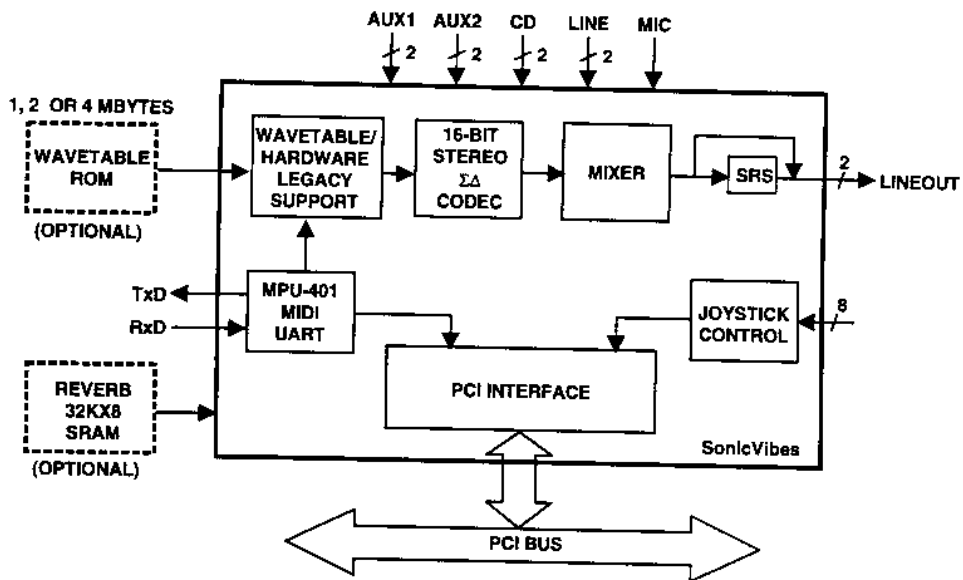 AUX1 AUX2 CD LINE MIC
2 2 2 2
1, 2 OR 4 MBYTES
WAVETABLE
ROM
(OPTIONAL)
WAVETABLE/
HARDWARE
LEGACY
SUPPORT
16-BIT
STEREO
ΣΔ
CODEC
MIXER
SRS
2
LINEOUT
TxD
RxD
MPU-401
MIDI
UART
JOYSTICK
CONTROL
8
PCI INTERFACE
REVERB
32KX8
SRAM
(OPTIONAL)
SonicVibes
PCI BUS